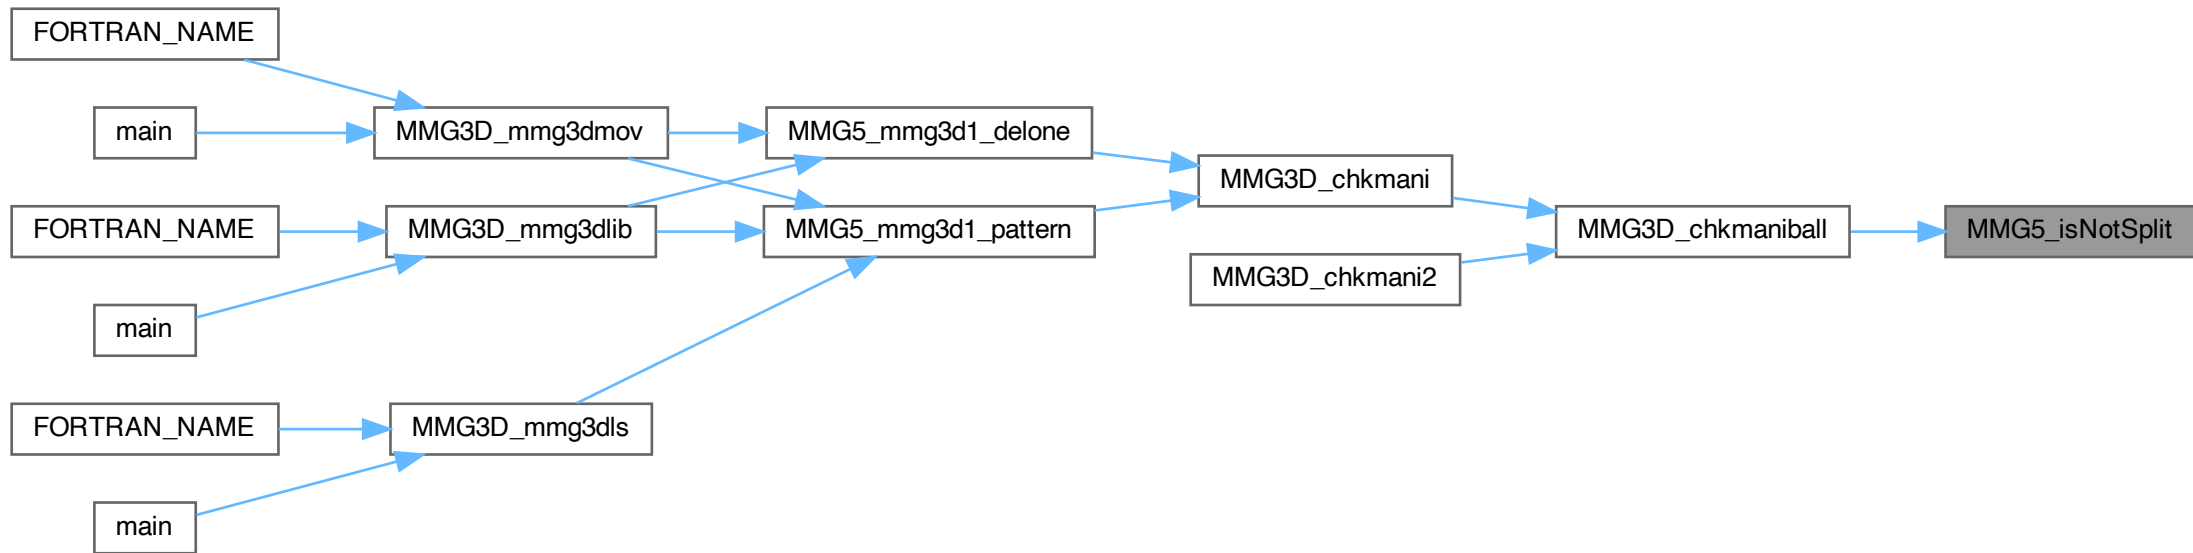 FORTRAN_NAME
main
MMG3D_mmg3dmov
MMG5_mmg3d1_delone
MMG3D_chkmani
FORTRAN_NAME
MMG3D_mmg3dlib
MMG5_mmg3d1_pattern
MMG3D_chkmaniball
MMG5_isNotSplit
MMG3D_chkmani2
main
FORTRAN_NAME
MMG3D_mmg3dls
main